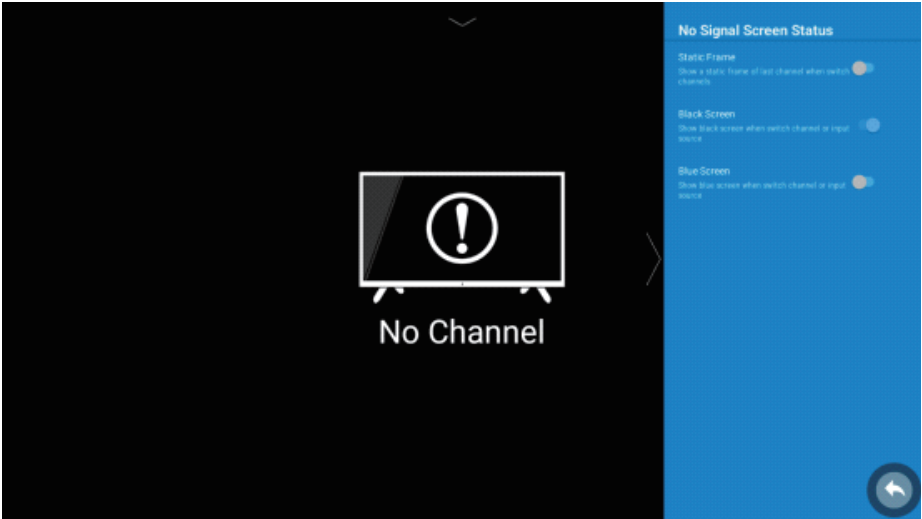 No Signal Screen Status
Static Frame
Show a static frame of last channel when switch
channels
Black Screen
Show black screen when switch channel or input
source
Blue Screen
Show blue screen when switch channel or input
source
No Channel